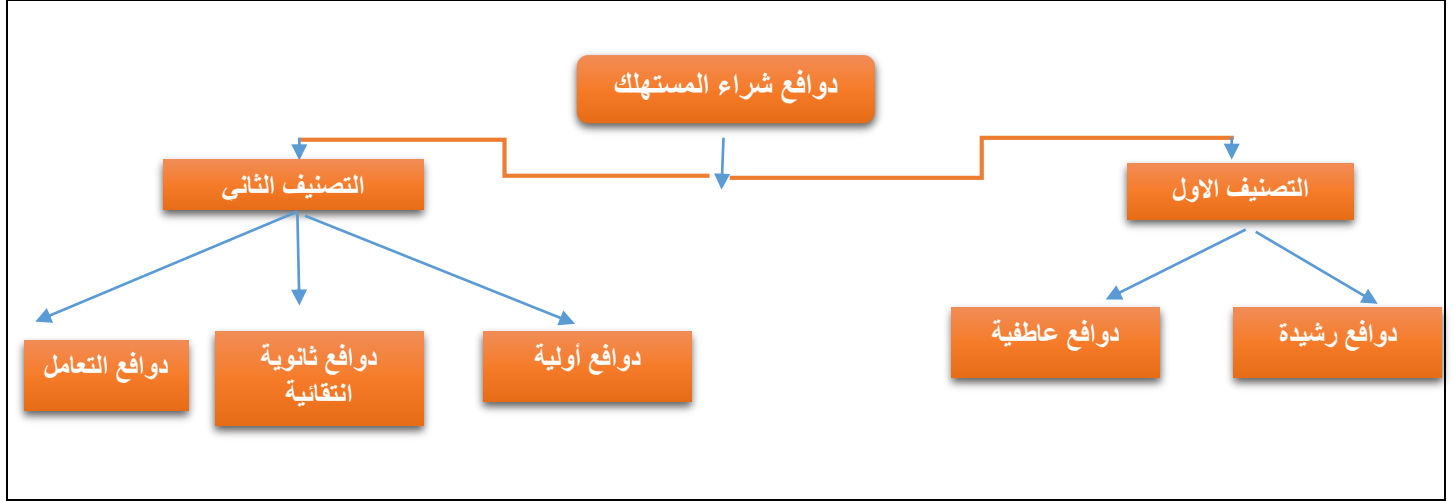 دوافع شراء المستهلك
التصنيف الاول
التصنيف الثانى
دوافع رشيدة
دوافع عاطفية
دوافع أولية
دوافع ثانوية
انتقائية
دوافع التعامل